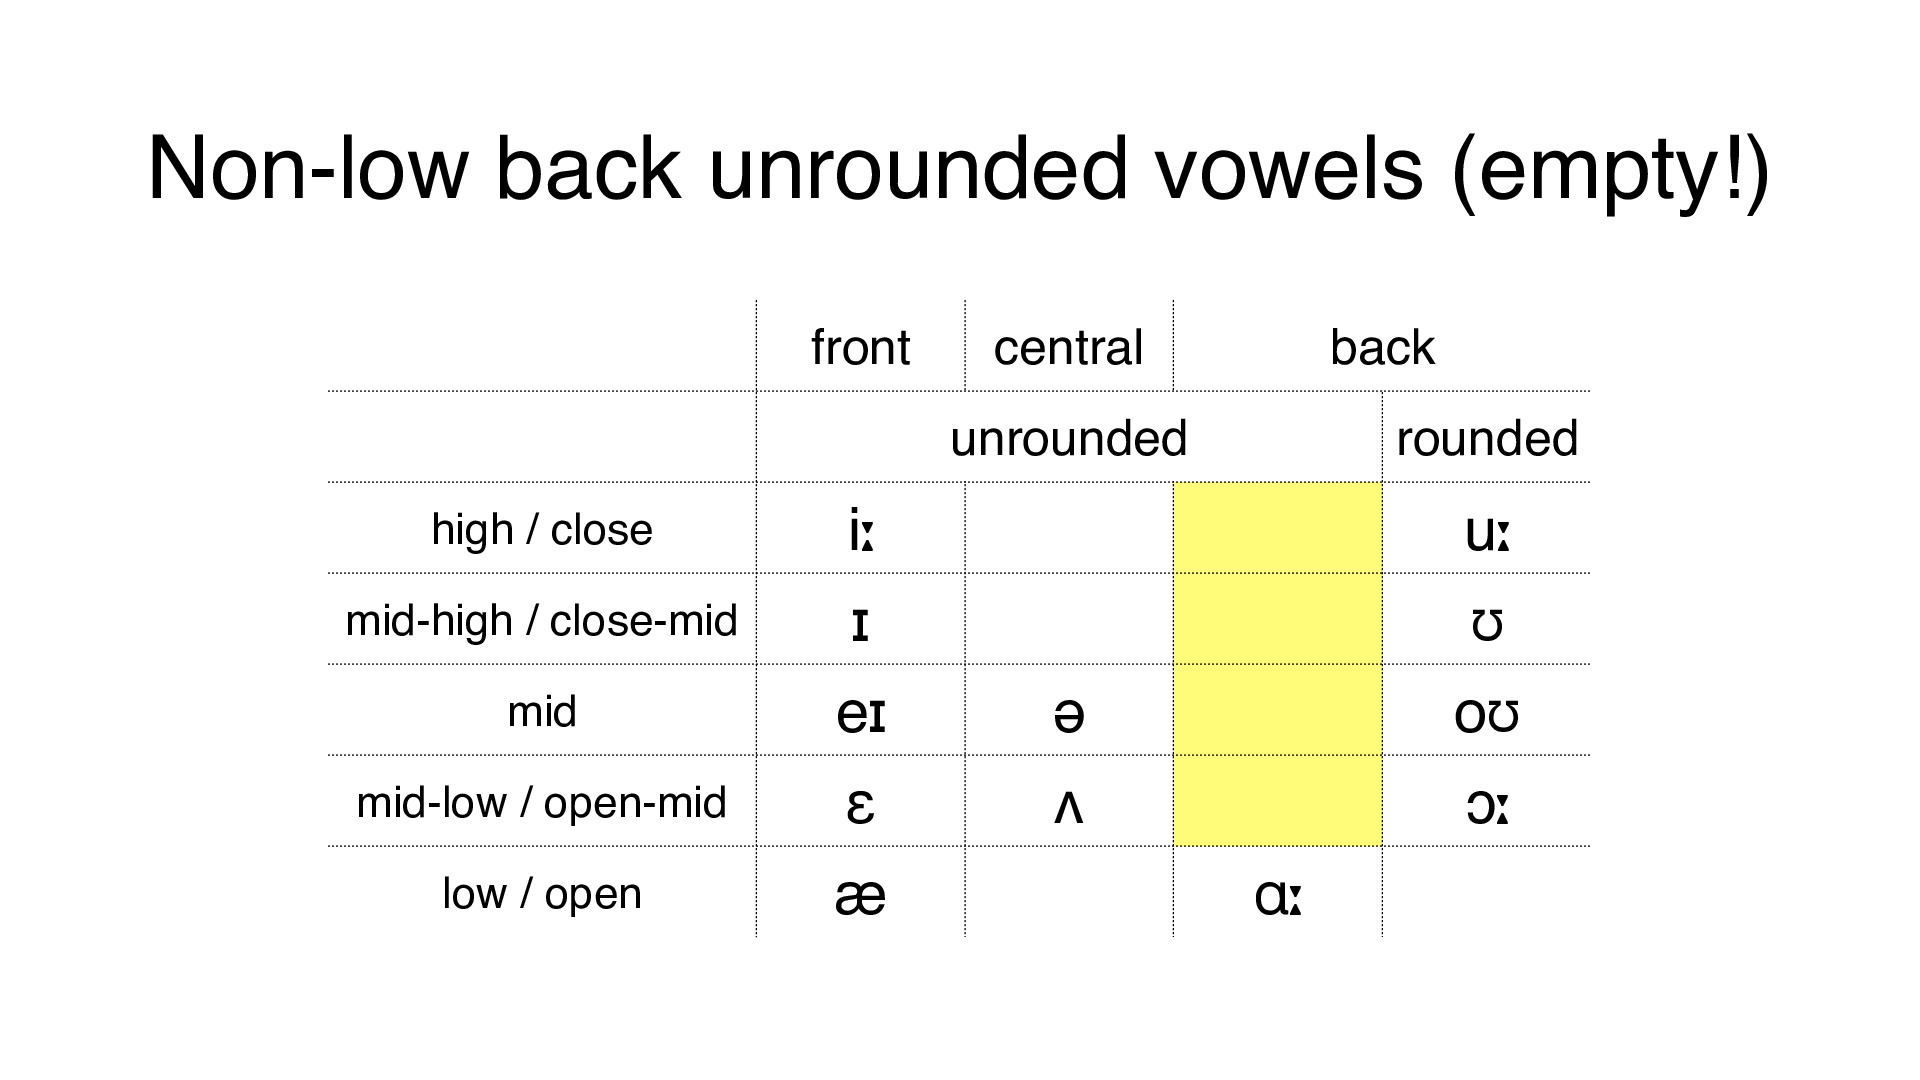 Non-low back unrounded vowels (empty!)
front central back
unrounded rounded
high / close iː uː
mid-high / close-mid ɪ ʊ
mid eɪ ə oʊ
mid-low / open-mid ɛ ʌ ɔː
low / open æ ɑː